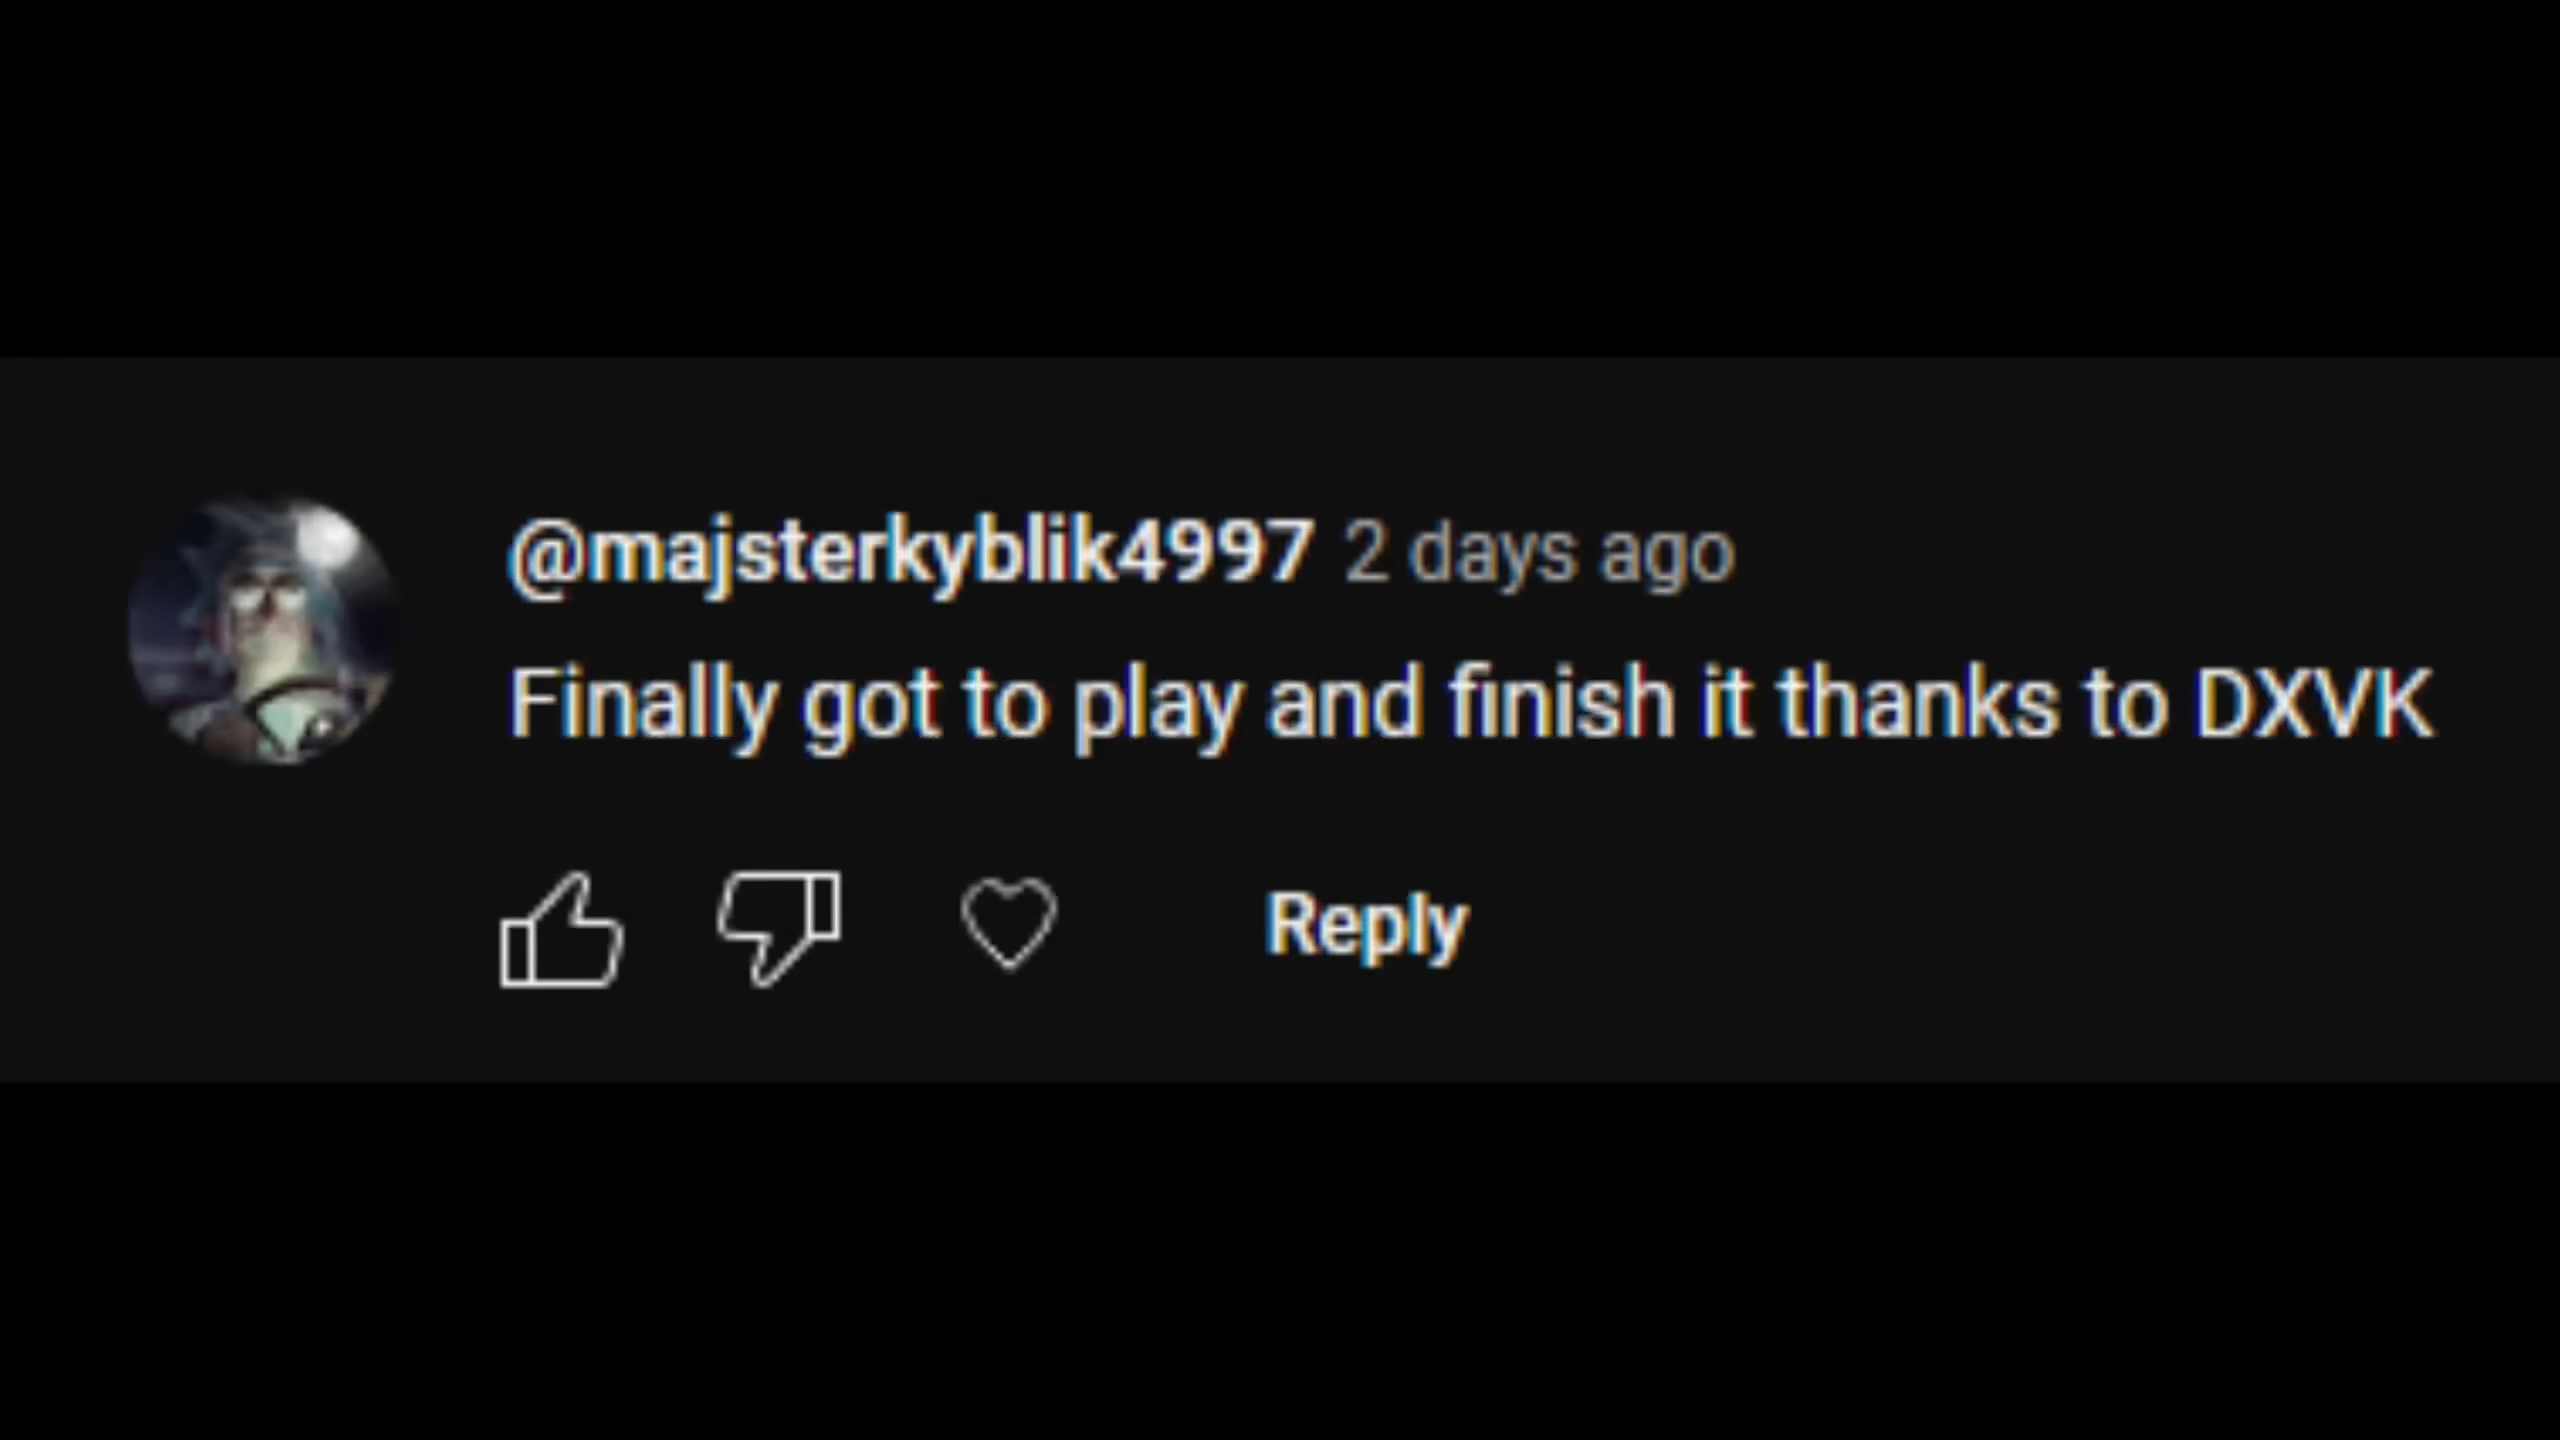 @majsterkyblik4997 2 days ago
Finally got to play and finish it thanks to DXVK
Reply